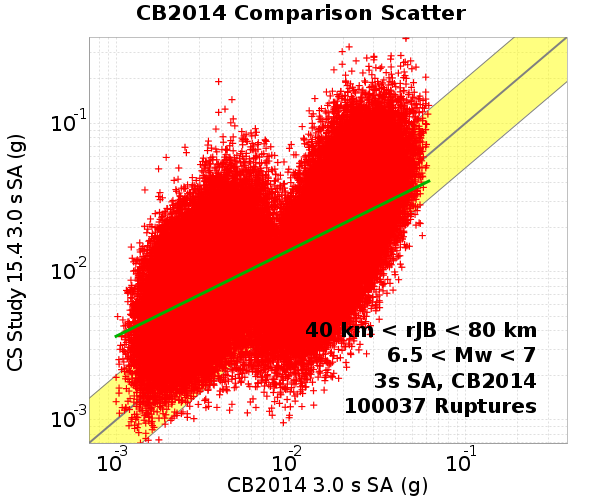 CB2014 Comparison Scatter
CS Study 15.4 3.0 s SA (g)
10-1
10-2
10-3
40 km < rJB < 80 km
6.5 < Mw < 7
3s SA, CB2014
100037 Ruptures
10-3 10-2 10-1
CB2014 3.0 s SA (g)